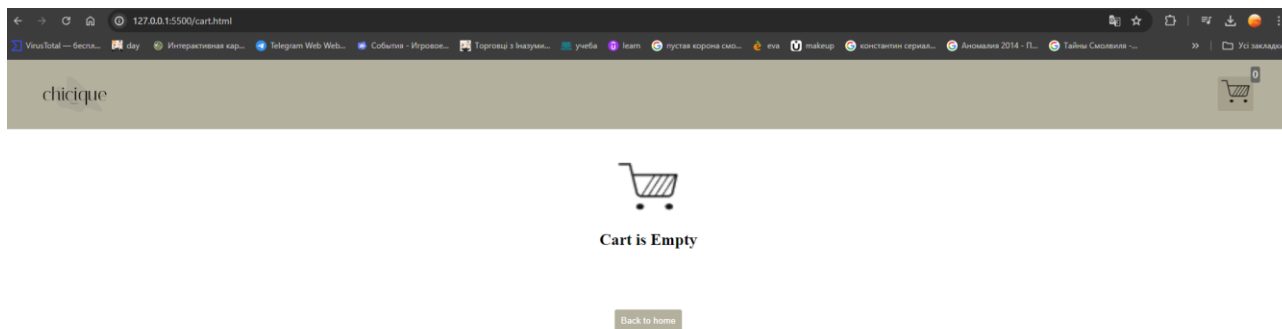 127.0.0.1:5500/cart.html
VirusTotal — беспл... day Интерактивная кар... Telegram Web Web... События - Игровое... Торговці з Іназуми... учеба learn пустая корона смо... eva makeup константин сериал... Аномалия 2014 - П... Тайны Смолвиля -... » Усі закладки
chicique
0
Cart is Empty
Back to home